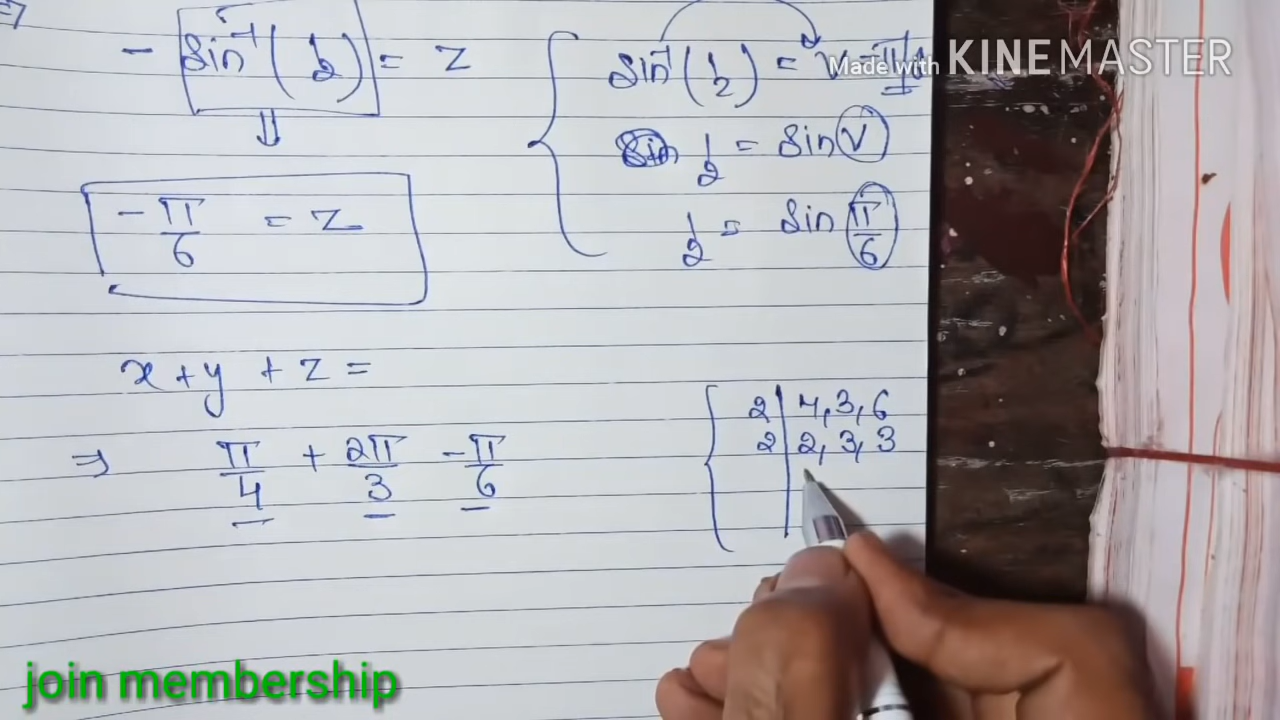 - sin⁻¹(1/2) = z
⇓
-π/6 = z
sin⁻¹(1/2) = v =
1/2 = sin v
1/2 = sin π/6
x + y + z =
⇒ π/4 + 2π/3 - π/6
2 | 4, 3, 6
2 | 2, 3, 3
Made with KINEMASTER
join membership